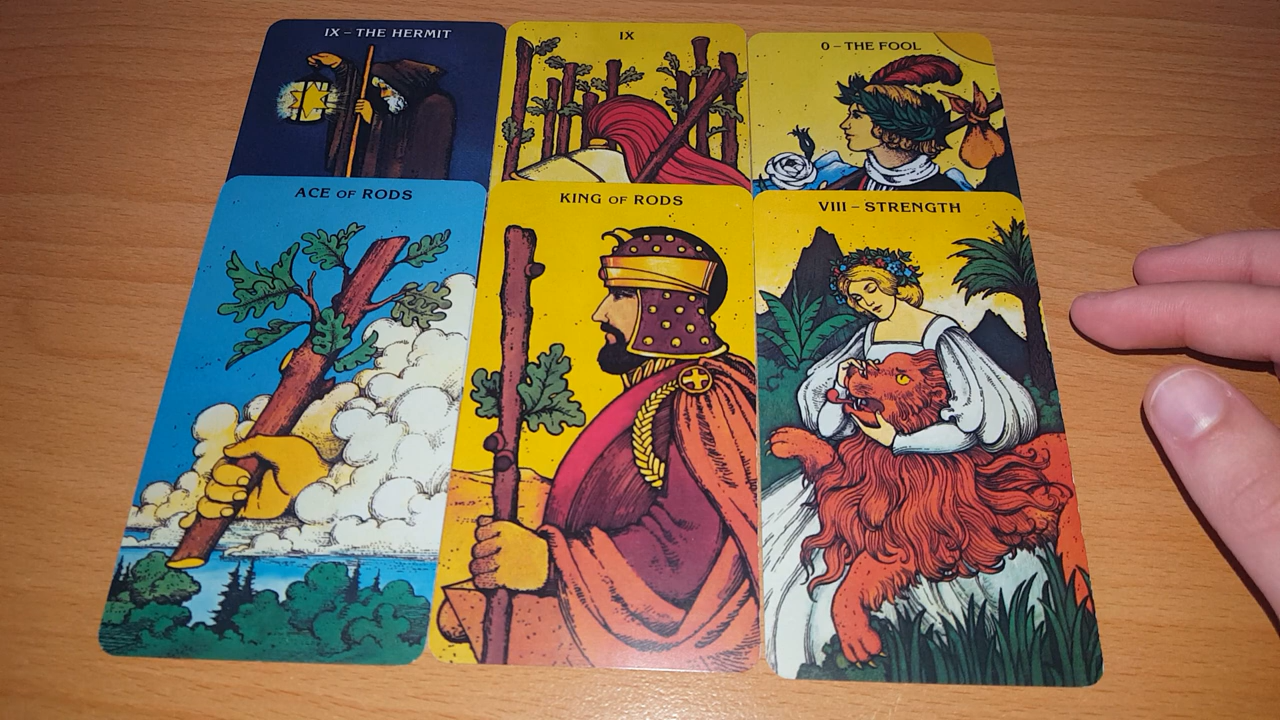 IX – THE HERMIT
IX
0 – THE FOOL
ACE OF RODS
KING OF RODS
VIII – STRENGTH